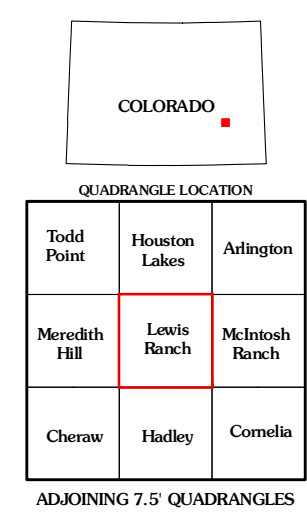 COLORADO
QUADRANGLE LOCATION
Todd
Point
Houston
Lakes
Arlington
Meredith
Hill
Lewis
Ranch
McIntosh
Ranch
Cheraw
Hadley
Cornelia
ADJOINING 7.5' QUADRANGLES